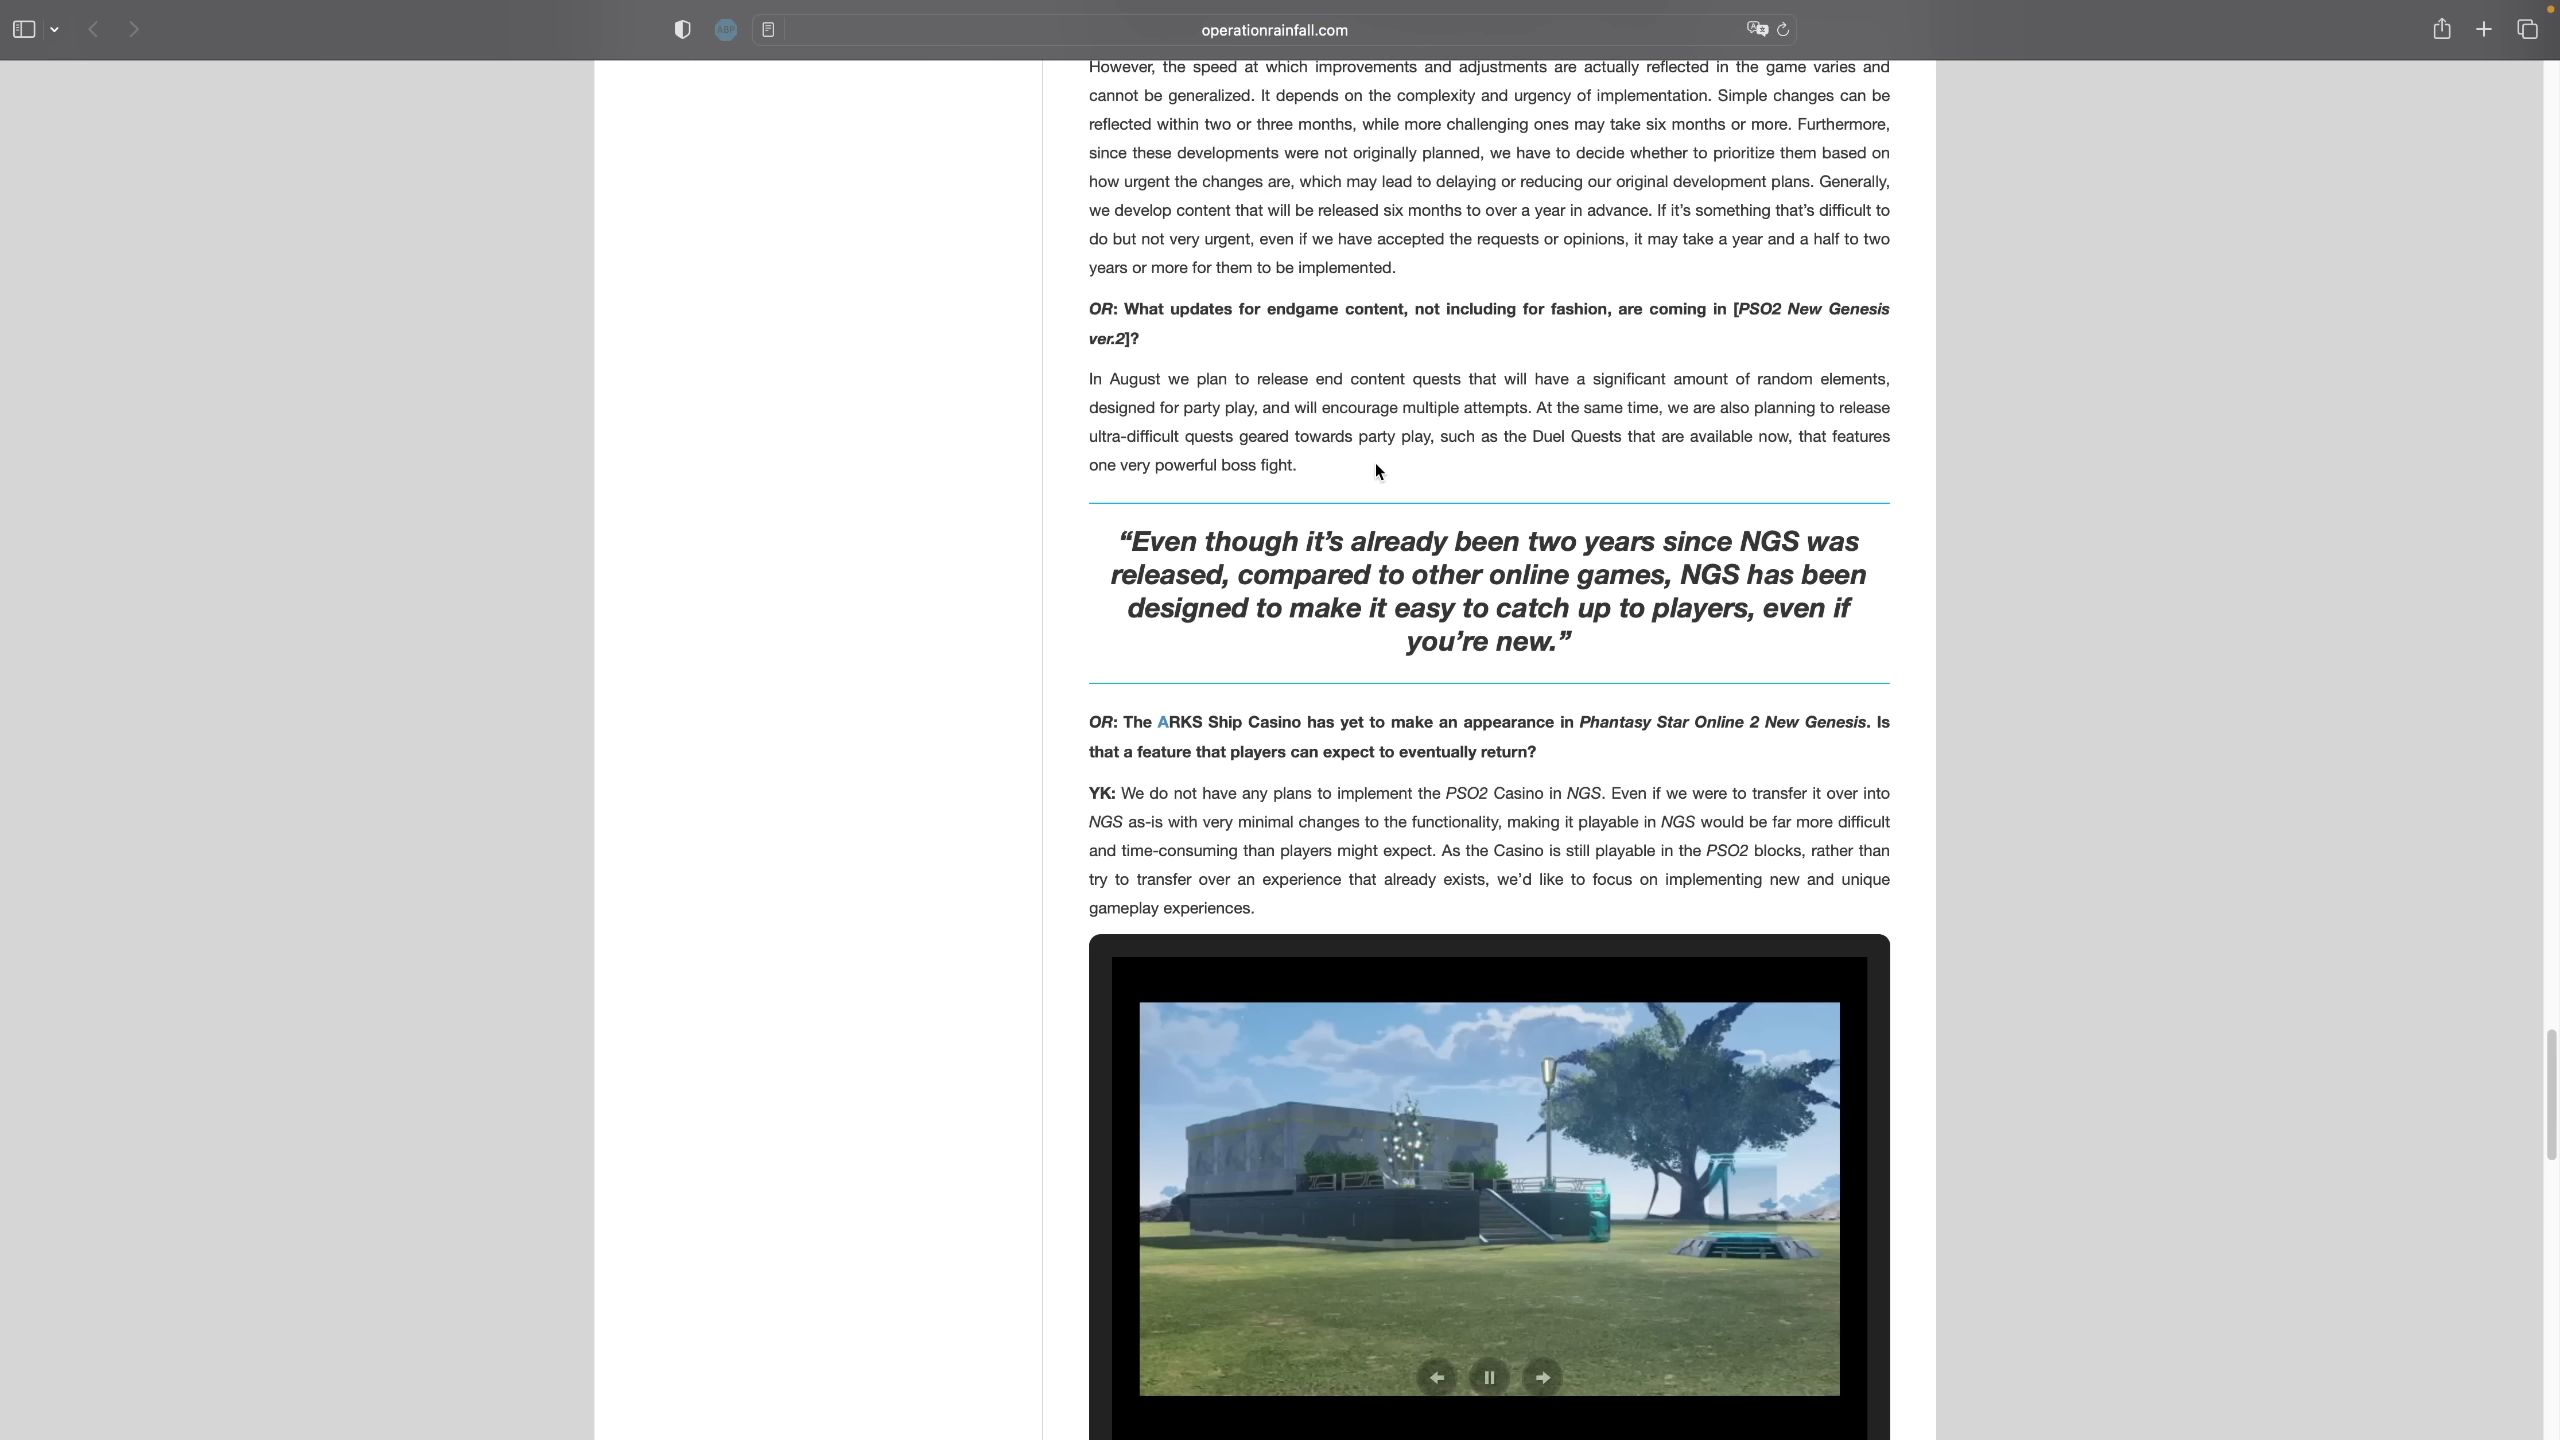 operationrainfall.com
However, the speed at which improvements and adjustments are actually reflected in the game varies and
cannot be generalized. It depends on the complexity and urgency of implementation. Simple changes can be
reflected within two or three months, while more challenging ones may take six months or more. Furthermore,
since these developments were not originally planned, we have to decide whether to prioritize them based on
how urgent the changes are, which may lead to delaying or reducing our original development plans. Generally,
we develop content that will be released six months to over a year in advance. If it’s something that’s difficult to
do but not very urgent, even if we have accepted the requests or opinions, it may take a year and a half to two
years or more for them to be implemented.
OR: What updates for endgame content, not including for fashion, are coming in [PSO2 New Genesis
ver.2]?
In August we plan to release end content quests that will have a significant amount of random elements,
designed for party play, and will encourage multiple attempts. At the same time, we are also planning to release
ultra-difficult quests geared towards party play, such as the Duel Quests that are available now, that features
one very powerful boss fight.
“Even though it’s already been two years since NGS was
released, compared to other online games, NGS has been
designed to make it easy to catch up to players, even if
you’re new.”
OR: The ARKS Ship Casino has yet to make an appearance in Phantasy Star Online 2 New Genesis. Is
that a feature that players can expect to eventually return?
YK: We do not have any plans to implement the PSO2 Casino in NGS. Even if we were to transfer it over into
NGS as-is with very minimal changes to the functionality, making it playable in NGS would be far more difficult
and time-consuming than players might expect. As the Casino is still playable in the PSO2 blocks, rather than
try to transfer over an experience that already exists, we’d like to focus on implementing new and unique
gameplay experiences.